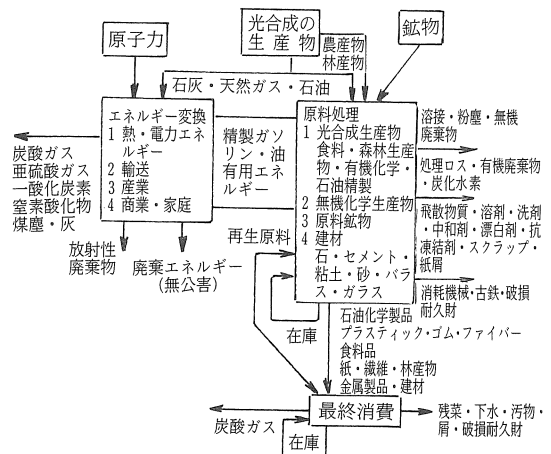 原子力
光合成の
生産物
鉱物
農産物
林産物
石灰・天然ガス・石油
エネルギー変換
1 熱・電力エネ
ルギー
2 輸送
3 産業
4 商業・家庭
炭酸ガス
亜硫酸ガス
一酸化炭素
窒素酸化物
煤塵・灰
放射性
廃棄物
廃棄エネルギー
(無公害)
精製ガソ
リン・油
有用エ
ネルギー
原料処理
1 光合成生産物
食料・森林生産
物・有機化学・
石油精製
2 無機化学生産物
3 原料鉱物
4 建材
石・セメント・
粘土・砂・バラ
ス・ガラス
溶接・粉塵・無機
廃棄物
処理ロス・有機廃棄物
・炭化水素
飛散物質・溶剤・洗剤
・中和剤・漂白剤・抗
凍結剤・スクラップ・
紙屑
消耗機械・古鉄・破損
耐久財
再生原料
在庫
石油化学製品
プラスティック・ゴム・ファイバー
食料品
紙・繊維・林産物
金属製品・建材
最終消費
炭酸ガス
在庫
残菜・下水・汚物・
屑・破損耐久財